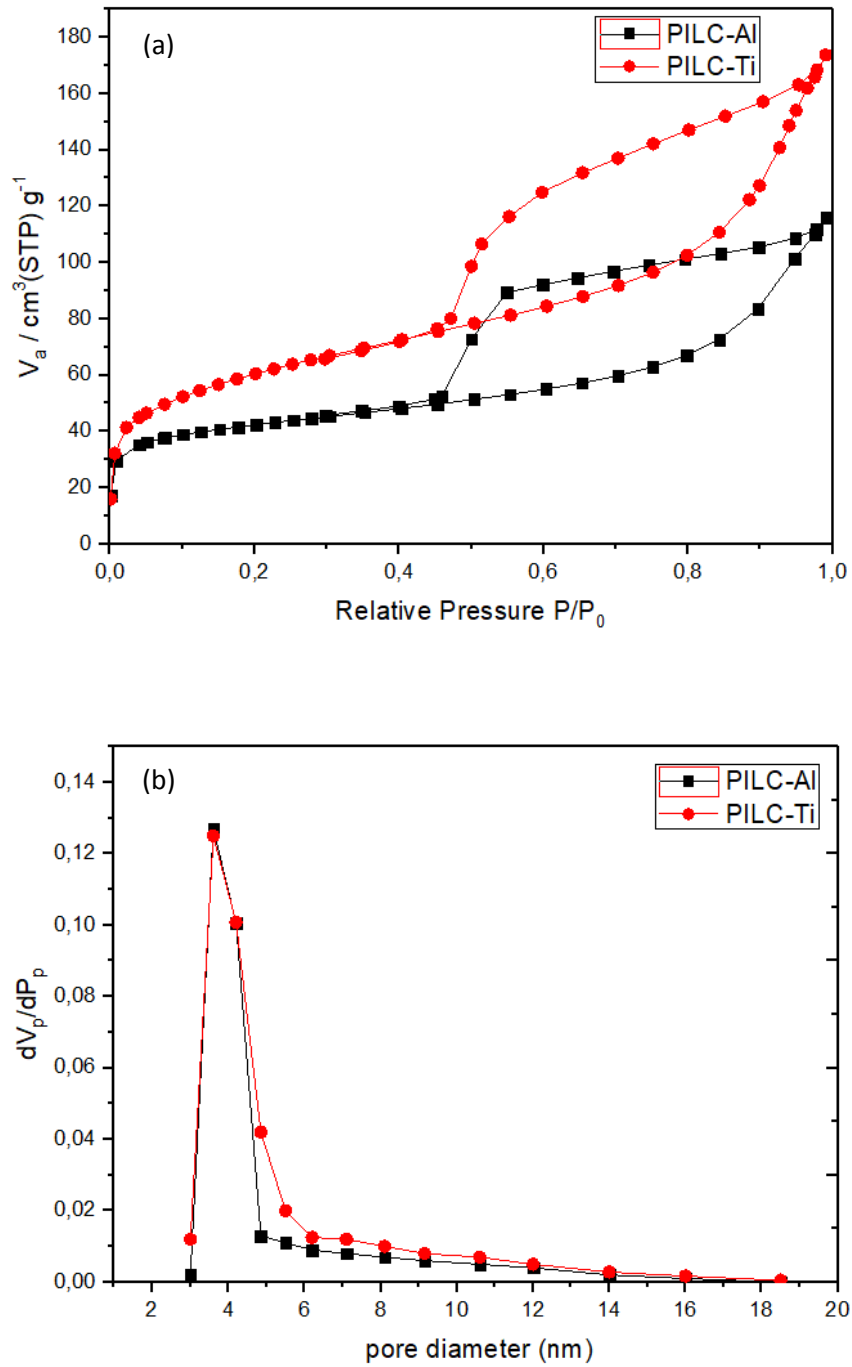 (a)
PILC-Al
PILC-Ti
180
160
140
120
100
80
60
40
20
0
Vₐ / cm³(STP) g⁻¹
0,0 0,2 0,4 0,6 0,8 1,0
Relative Pressure P/P₀
(b)
PILC-Al
PILC-Ti
0,14
0,12
0,10
0,08
0,06
0,04
0,02
0,00
dVₚ/dPₚ
2 4 6 8 10 12 14 16 18 20
pore diameter (nm)